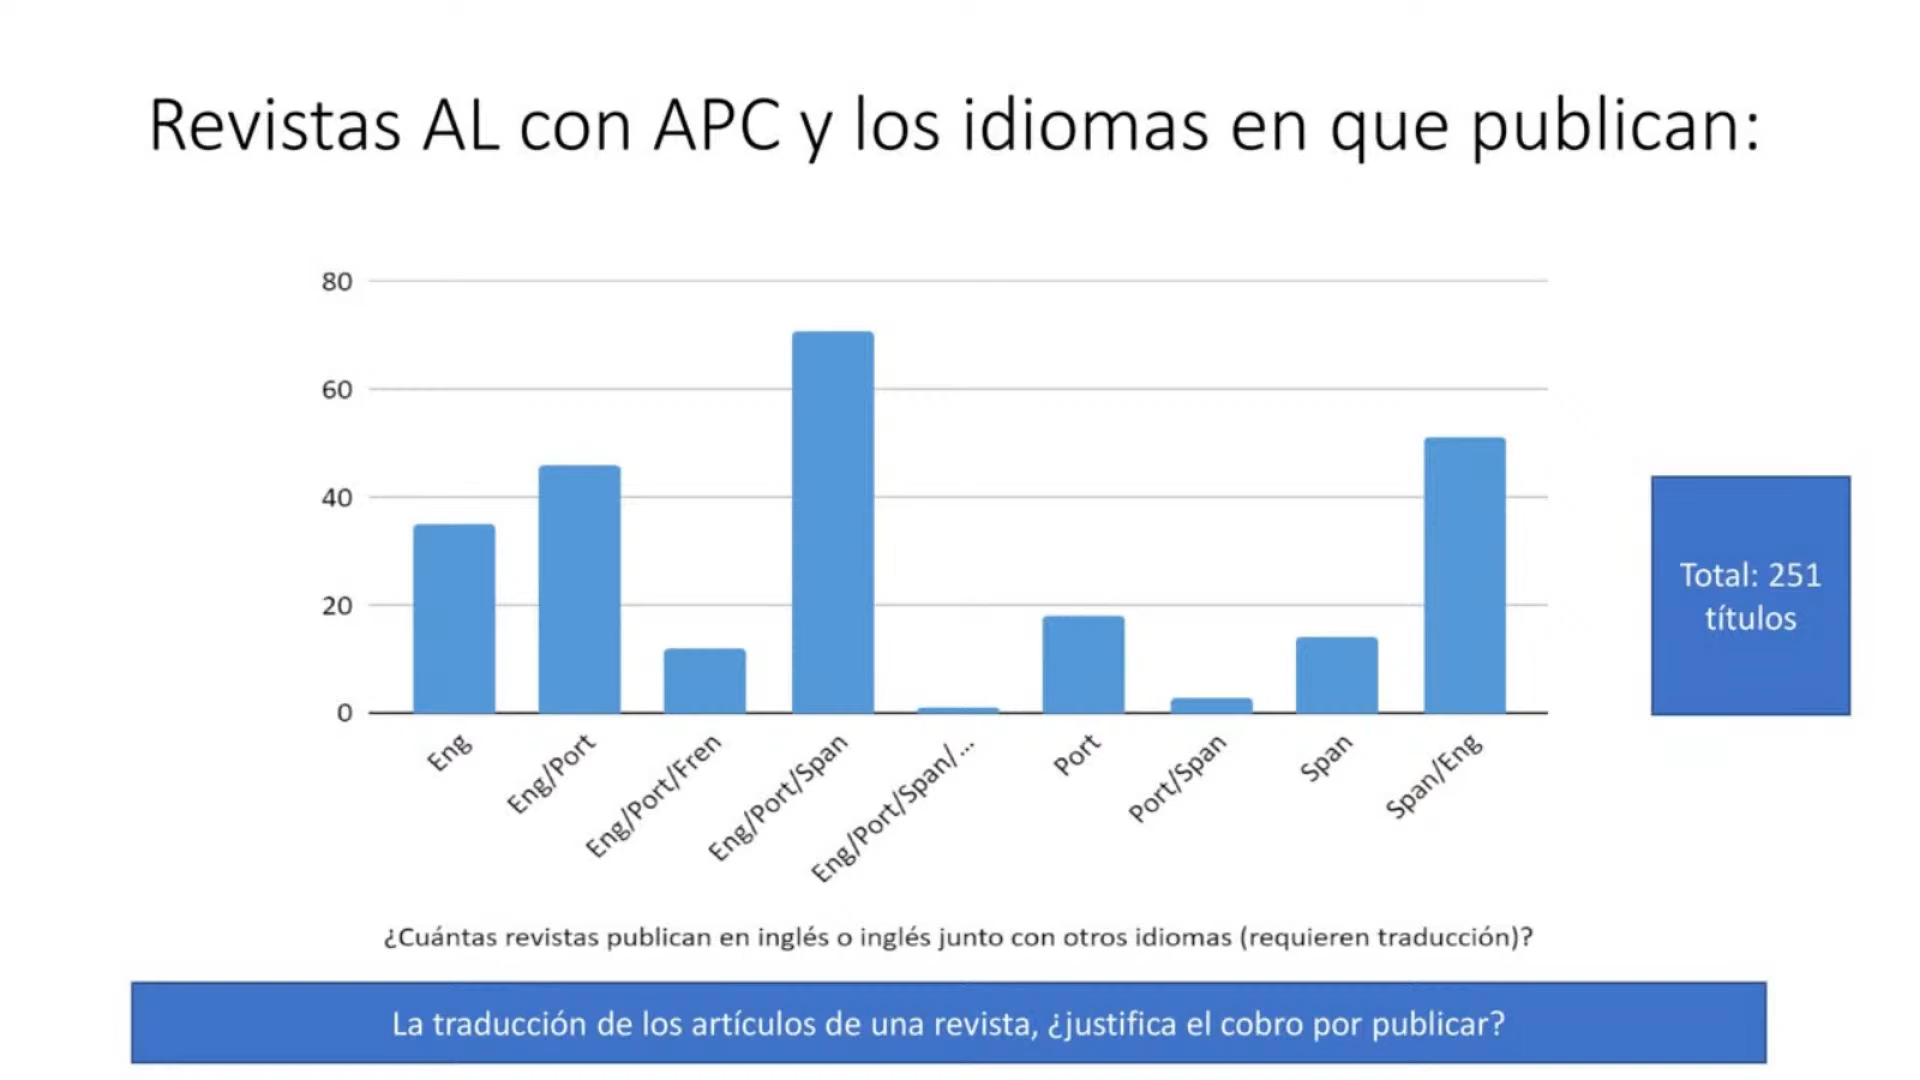 Revistas AL con APC y los idiomas en que publican:
80
60
40
20
0
Eng
Eng/Port
Eng/Port/Fren
Eng/Port/Span
Eng/Port/Span/...
Port
Port/Span
Span
Span/Eng
Total: 251
títulos
¿Cuántas revistas publican en inglés o inglés junto con otros idiomas (requieren traducción)?
La traducción de los artículos de una revista, ¿justifica el cobro por publicar?